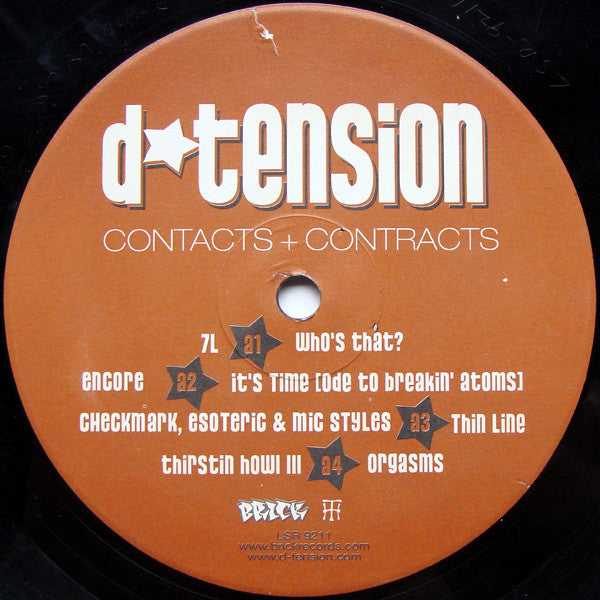 d★tension
CONTACTS + CONTRACTS
7L a1 who's that?
encore a2 it's Time [ode to breakin' atoms]
checkmark, esoteric & mic styles a3 Thin Line
thirstin howl III a4 orgasms
BRICK
LSR 9211
www.brickrecords.com
www.d-tension.com